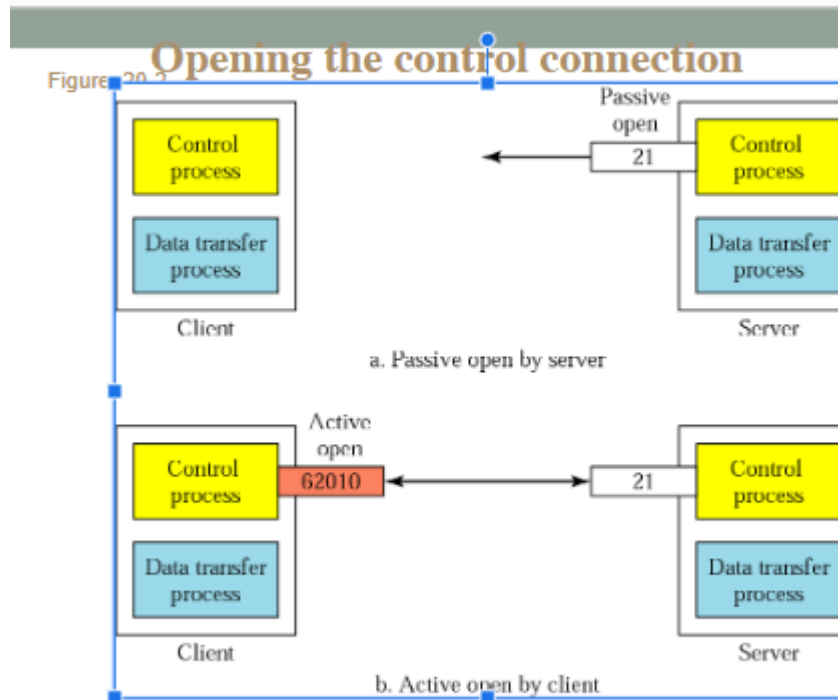 Opening the control connection
Figure 20.2
Passive
open
Control
process
21
Control
process
Data transfer
process
Data transfer
process
Client
Server
a. Passive open by server
Active
open
Control
process
62010
21
Control
process
Data transfer
process
Data transfer
process
Client
Server
b. Active open by client